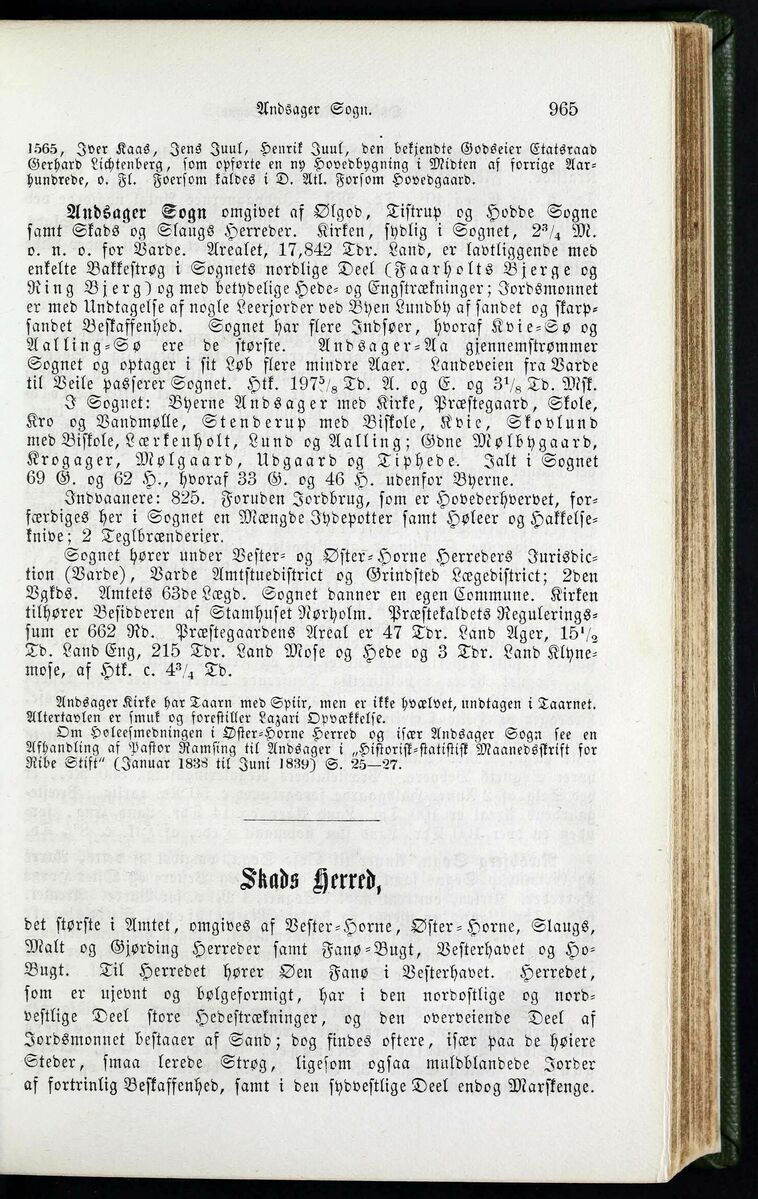 Andsager Sogn. 965
1565, Iver Kaas, Jens Juul, Henrik Juul, den bekjendte Godseier Etatsraad
Gerhard Lichtenberg, som opførte en ny Hovedbygning i Midten af forrige Aar-
hundrede, o. Fl. Foersom kaldes i D. Atl. Forsom Hovedgaard.
Andsager Sogn omgivet af Ølgod, Tistrup og Hodde Sogne
samt Skads og Slaugs Herreder. Kirken, sydlig i Sognet, 2³/₄ M.
o. n. o. for Varde. Arealet, 17,842 Tdr. Land, er lavtliggende med
enkelte Bakkestrøg i Sognets nordlige Deel (Faarholts Bjerge og
Ring Bjerg) og med betydelige Hede- og Engstrækninger; Jordsmonnet
er med Undtagelse af nogle Leerjorder ved Byen Lundby af sandet og skarp-
sandet Beskaffenhed. Sognet har flere Indsøer, hvoraf Kvie-Sø og
Aalling-Sø ere de største. Andsager-Aa gjennemstrømmer
Sognet og optager i sit Løb flere mindre Aaer. Landeveien fra Varde
til Veile passerer Sognet. Htk. 197⁵/₈ Td. A. og E. og 3¹/₈ Td. Msk.
I Sognet: Byerne Andsager med Kirke, Præstegaard, Skole,
Kro og Vandmølle, Stenderup med Biskole, Kvie, Skovlund
med Biskole, Lærkenholt, Lund og Aalling; Gdne Mølbygaard,
Krogager, Mølgaard, Udgaard og Tiphede. Ialt i Sognet
69 G. og 62 H., hvoraf 33 G. og 46 H. udenfor Byerne.
Indvaanere: 825. Foruden Jordbrug, som er Hovederhvervet, for-
færdiges her i Sognet en Mængde Jydepotter samt Høleer og Hakkelse-
knive; 2 Teglbrænderier.
Sognet hører under Vester- og Øster-Horne Herreders Jurisdic-
tion (Varde), Varde Amtstuedistrict og Grindsted Lægedistrict; 2den
Vgkds. Amtets 63de Lægd. Sognet danner en egen Commune. Kirken
tilhører Besidderen af Stamhuset Nørholm. Præstekaldets Regulerings-
sum er 662 Rd. Præstegaardens Areal er 47 Tdr. Land Ager, 15¹/₂
Td. Land Eng, 215 Tdr. Land Mose og Hede og 3 Tdr. Land Klyne-
mose, af Htk. c. 4³/₄ Td.
Andsager Kirke har Taarn med Spiir, men er ikke hvælvet, undtagen i Taarnet.
Altertavlen er smuk og forestiller Lazari Opvækkelse.
Om Høleesmedningen i Øster-Horne Herred og især Andsager Sogn see en
Afhandling af Pastor Ramsing til Andsager i „Historisk-statistisk Maanedsskrift for
Ribe Stift“ (Januar 1838 til Juni 1839) S. 25—27.
Skads Herred,
det største i Amtet, omgives af Vester-Horne, Øster-Horne, Slaugs,
Malt og Gjørding Herreder samt Fanø-Bugt, Vesterhavet og Ho-
Bugt. Til Herredet hører Øen Fanø i Vesterhavet. Herredet,
som er ujevnt og bølgeformigt, har i den nordostlige og nord-
vestlige Deel store Hedestrækninger, og den overveiende Deel af
Jordsmonnet bestaaer af Sand; dog findes oftere, især paa de høiere
Steder, smaa lerede Strøg, ligesom ogsaa muldblandede Jorder
af fortrinlig Beskaffenhed, samt i den sydvestlige Deel endog Marskenge.